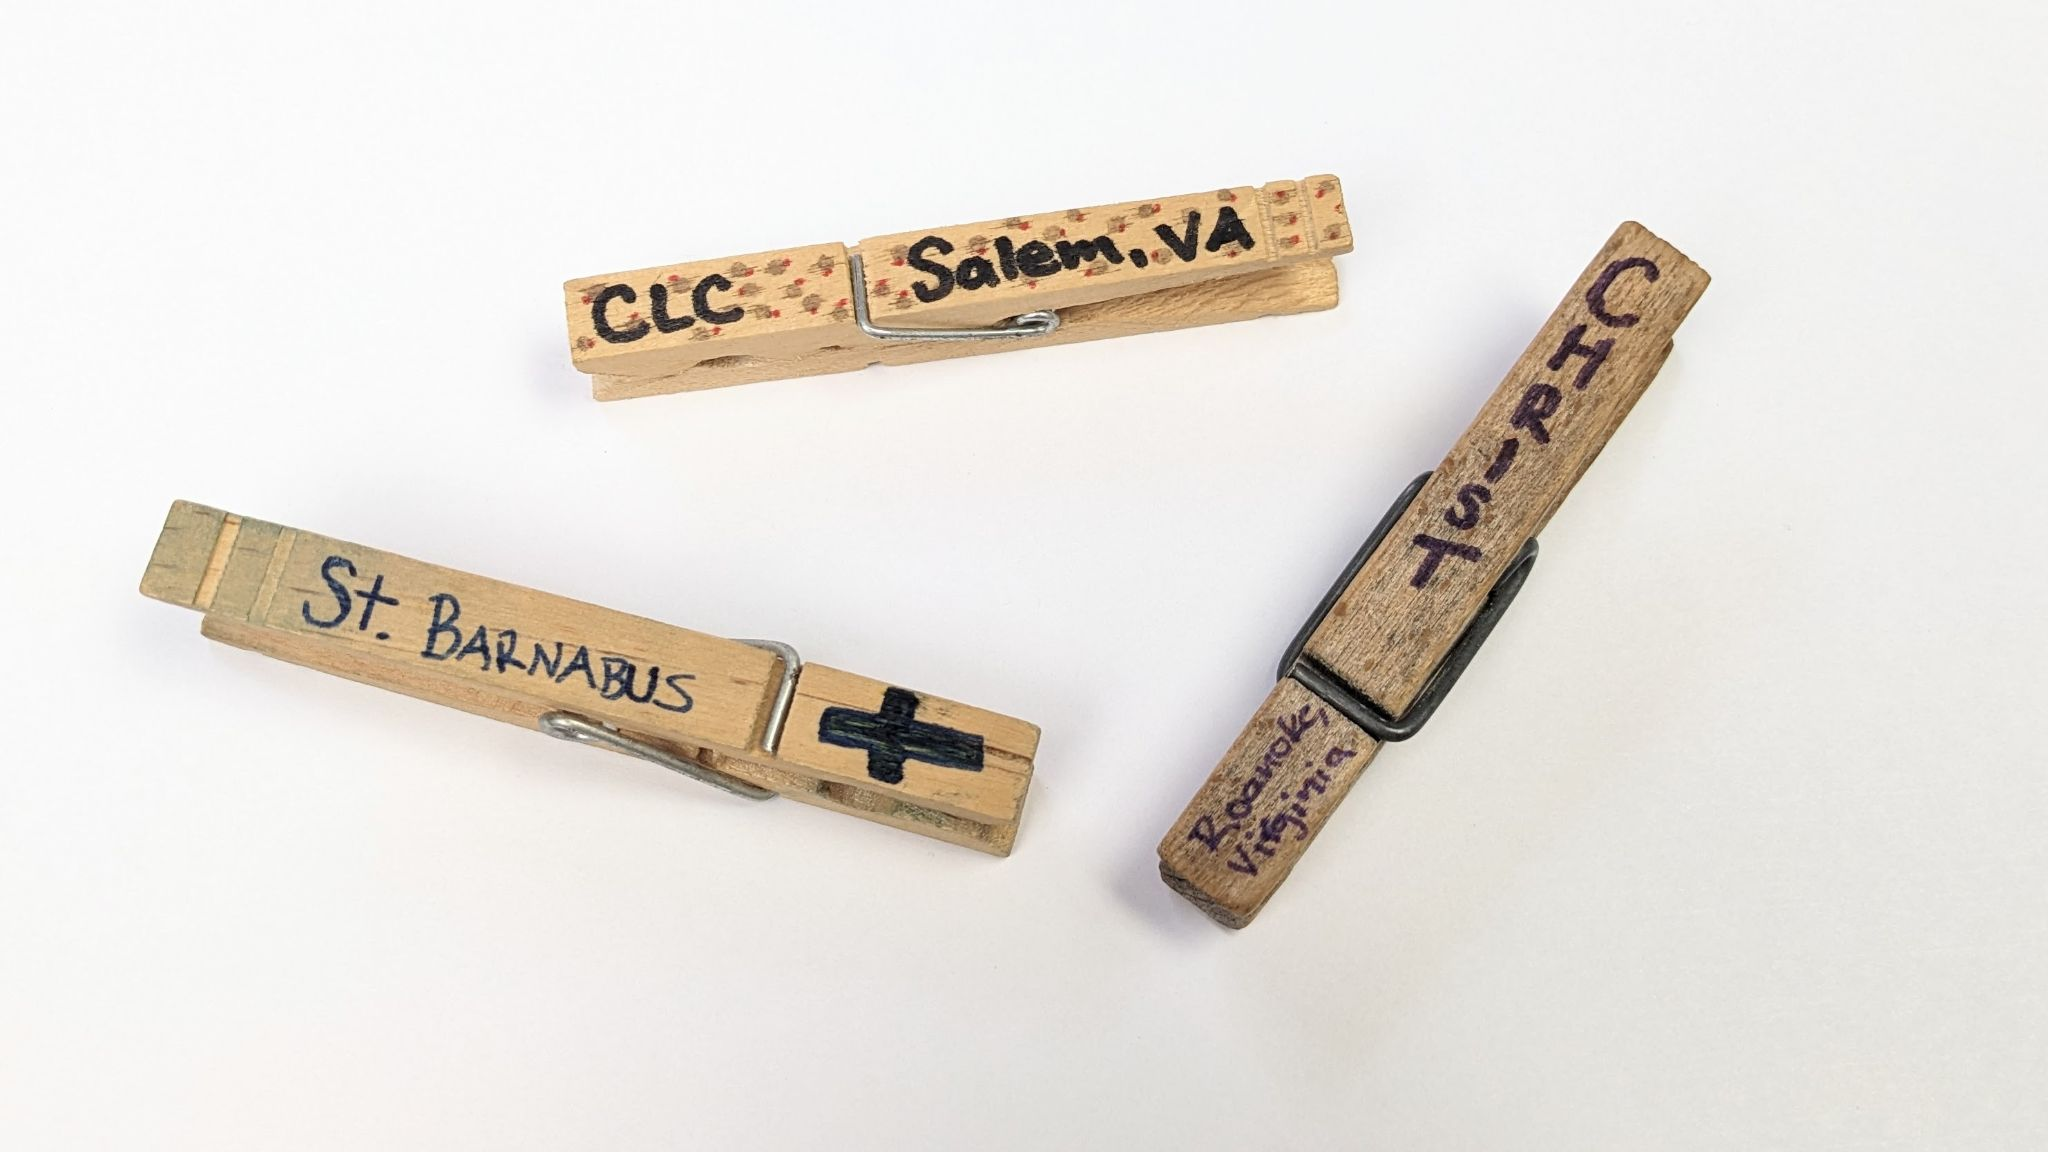 CLC Salem, VA
St. BARNABUS
CHRIST
Roanoke,
Virginia